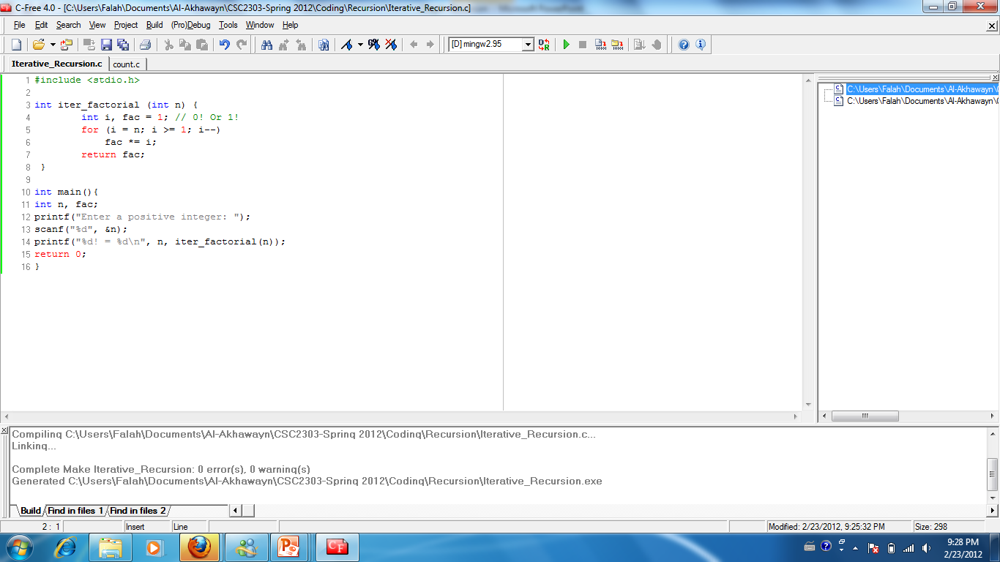 C-Free 4.0 - [C:\Users\Falah\Documents\Al-Akhawayn\CSC2303-Spring 2012\Coding\Recursion\Iterative_Recursion.c]
File Edit Search View Project Build (Pro)Debug Tools Window Help
[D] mingw2.95
Iterative_Recursion.c count.c
1 #include <stdio.h>
2
3 int iter_factorial (int n) {
4 int i, fac = 1; // 0! Or 1!
5 for (i = n; i >= 1; i--)
6 fac *= i;
7 return fac;
8 }
9
10 int main(){
11 int n, fac;
12 printf("Enter a positive integer: ");
13 scanf("%d", &n);
14 printf("%d! = %d\n", n, iter_factorial(n));
15 return 0;
16 }
C:\Users\Falah\Documents\Al-Akhawayn\
C:\Users\Falah\Documents\Al-Akhawayn\
Compiling C:\Users\Falah\Documents\Al-Akhawayn\CSC2303-Spring 2012\Coding\Recursion\Iterative_Recursion.c...
Linking...
Complete Make Iterative_Recursion: 0 error(s), 0 warning(s)
Generated C:\Users\Falah\Documents\Al-Akhawayn\CSC2303-Spring 2012\Coding\Recursion\Iterative_Recursion.exe
Build Find in files 1 Find in files 2
2 : 1 Insert Line Modified: 2/23/2012, 9:25:32 PM Size: 298
9:28 PM
2/23/2012